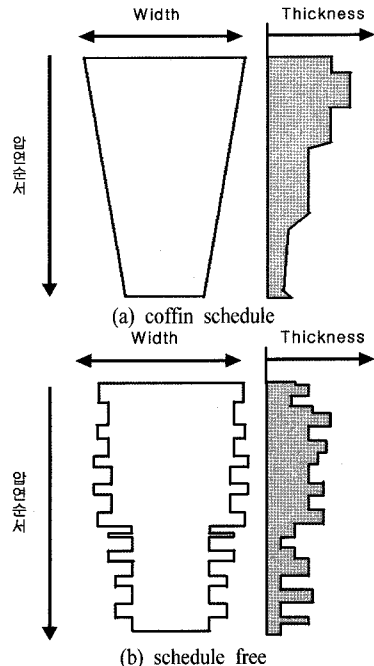 Width
Thickness
압연순서
(a) coffin schedule
Width
Thickness
압연순서
(b) schedule free